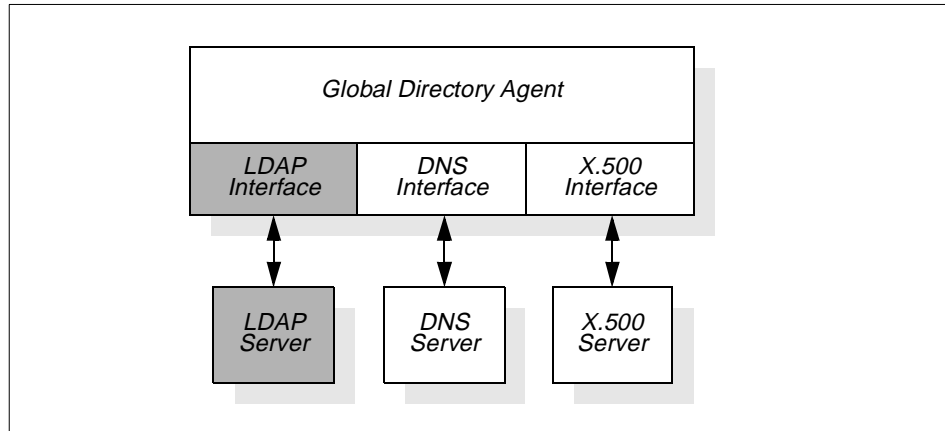 Global Directory Agent
LDAP
Interface
DNS
Interface
X.500
Interface
LDAP
Server
DNS
Server
X.500
Server